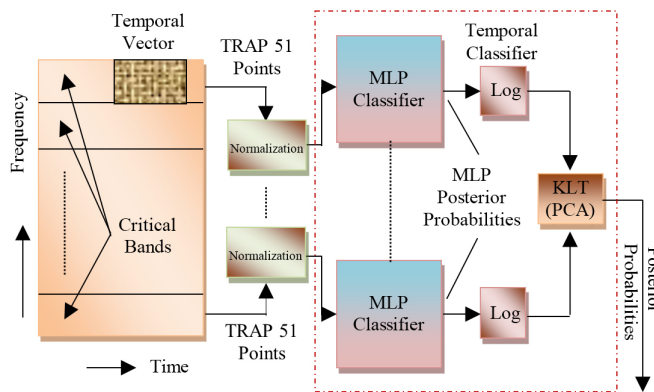 Temporal
Vector
TRAP 51
Points
Temporal
Classifier
MLP
Classifier
Log
Normalization
Frequency
Critical
Bands
MLP
Posterior
Probabilities
KLT
(PCA)
Normalization
MLP
Classifier
Log
TRAP 51
Points
Time
Posterior
Probabilities